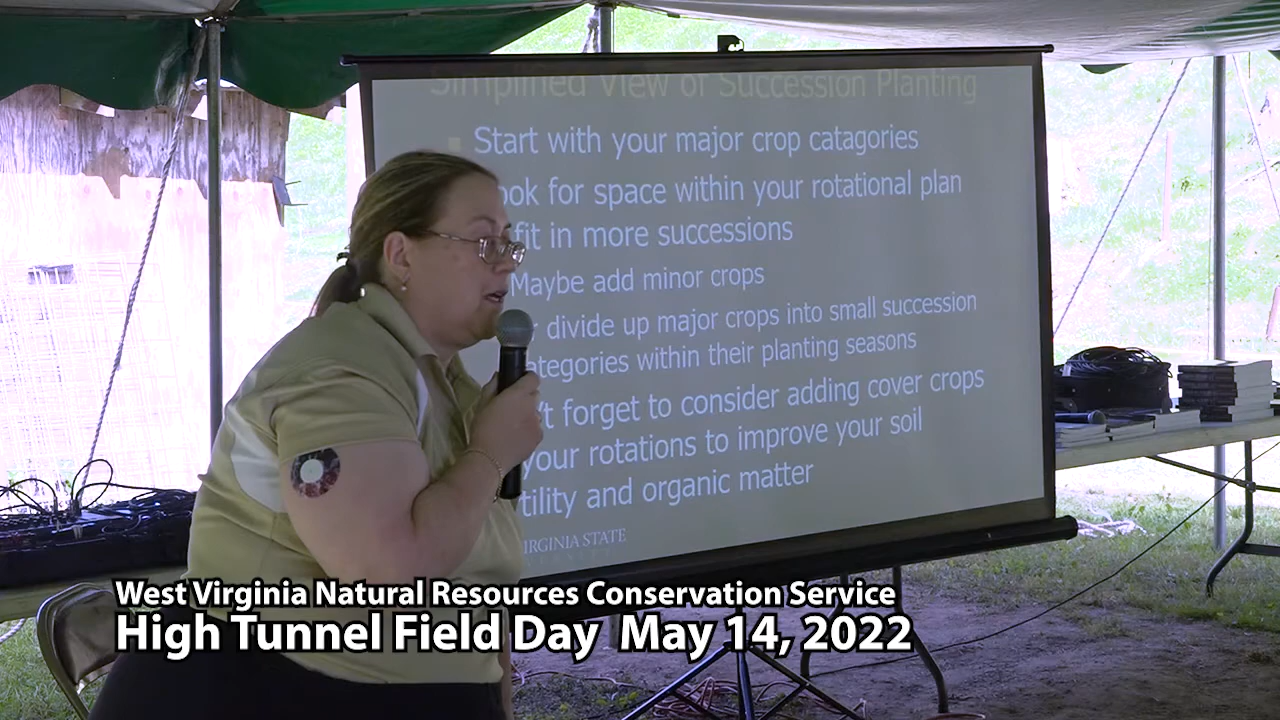 Simplified View of Succession Planting
Start with your major crop catagories
ook for space within your rotational plan
fit in more successions
Maybe add minor crops
r divide up major crops into small succession
ategories within their planting seasons
't forget to consider adding cover crops
your rotations to improve your soil
tility and organic matter
IRGINIA STATE
West Virginia Natural Resources Conservation Service
High Tunnel Field Day May 14, 2022